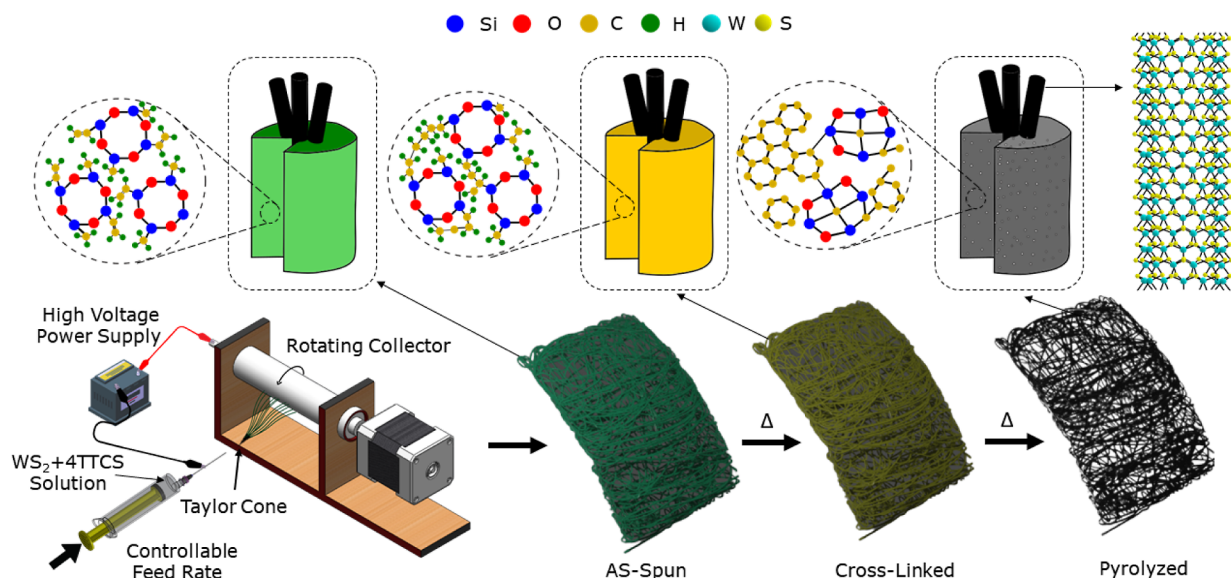 Si O C H W S
High Voltage
Power Supply
Rotating Collector
WS₂+4TTCS
Solution
Taylor Cone
Controllable
Feed Rate
Δ
Δ
AS-Spun
Cross-Linked
Pyrolyzed